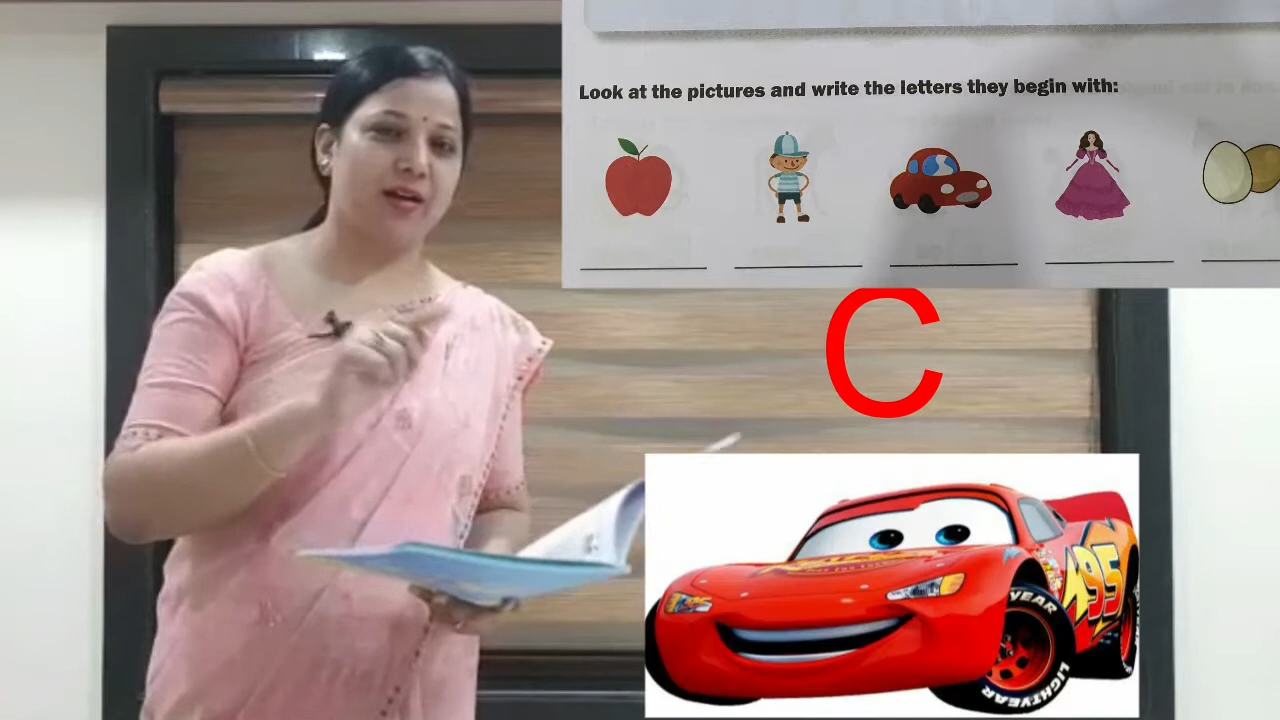 Look at the pictures and write the letters they begin with:
C
95
YEAR
LIGHTYEAR